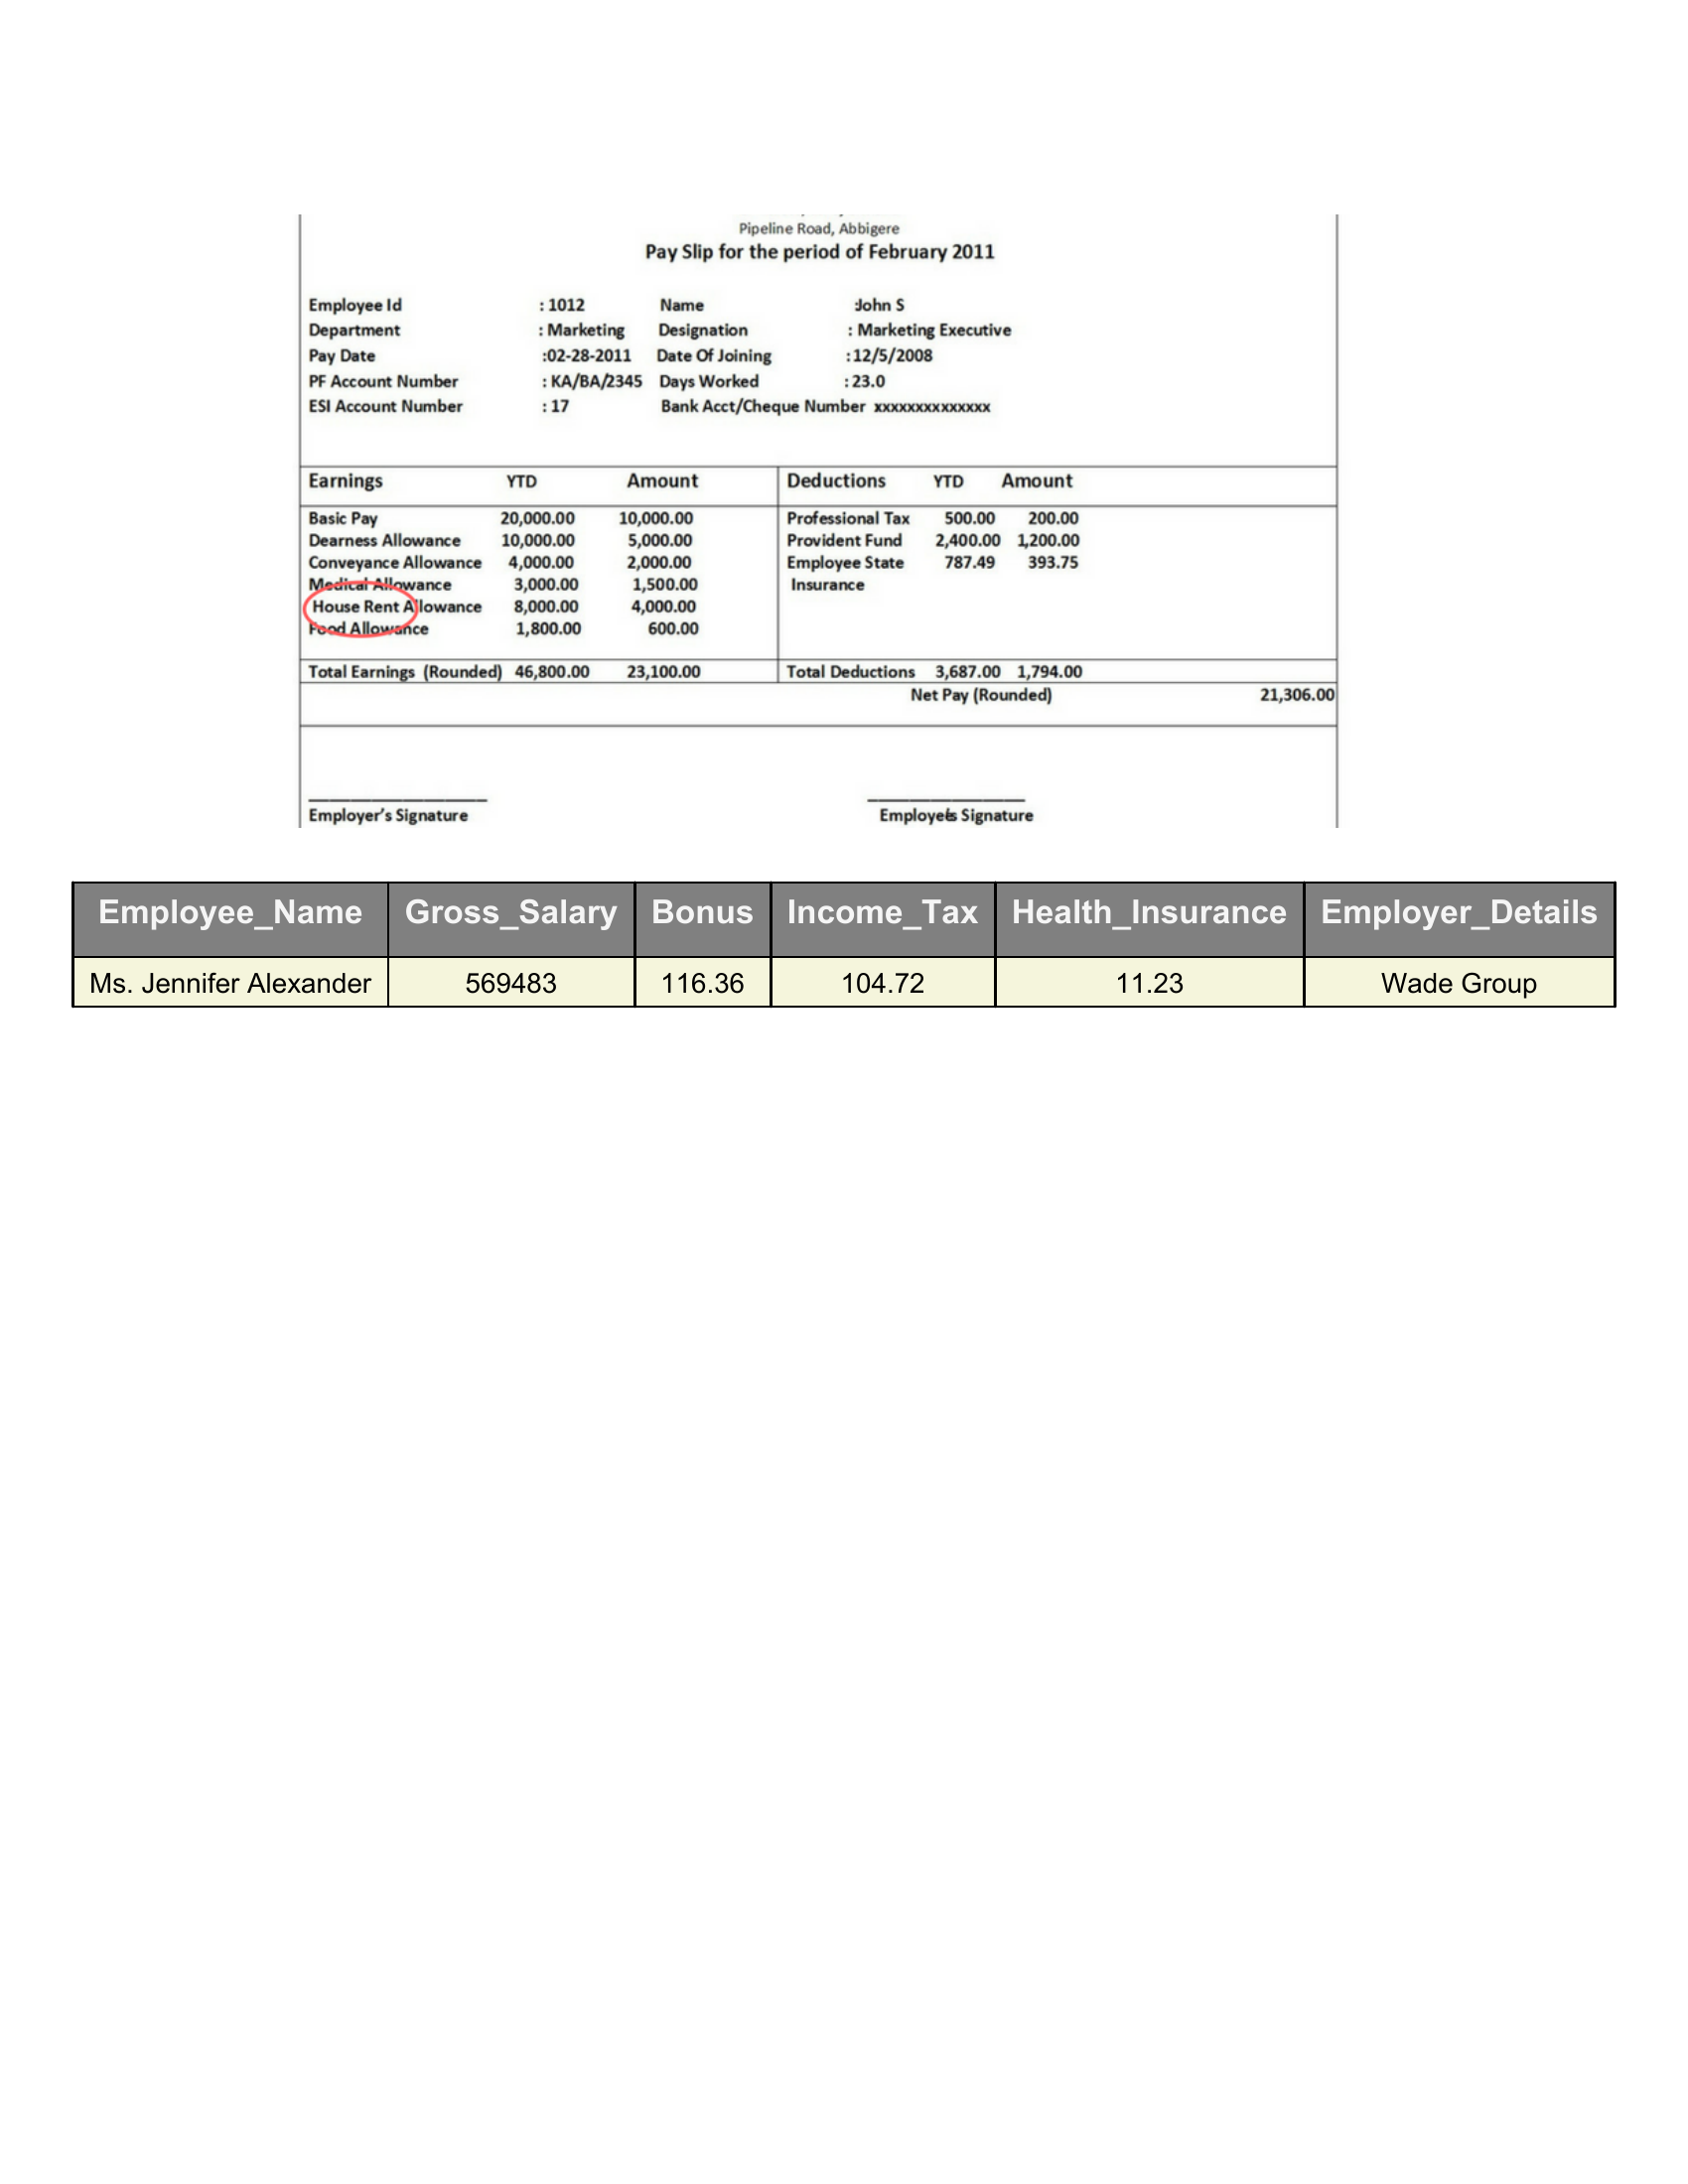 Pipeline Road, Abbigere
Pay Slip for the period of February 2011
Employee Id : 1012 Name :John S
Department : Marketing Designation : Marketing Executive
Pay Date :02-28-2011 Date Of Joining :12/5/2008
PF Account Number : KA/BA/2345 Days Worked : 23.0
ESI Account Number : 17 Bank Acct/Cheque Number xxxxxxxxxxxxxx
Earnings YTD Amount Deductions YTD Amount
Basic Pay 20,000.00 10,000.00 Professional Tax 500.00 200.00
Dearness Allowance 10,000.00 5,000.00 Provident Fund 2,400.00 1,200.00
Conveyance Allowance 4,000.00 2,000.00 Employee State 787.49 393.75
Medical Allowance 3,000.00 1,500.00 Insurance
House Rent Allowance 8,000.00 4,000.00
Food Allowance 1,800.00 600.00
Total Earnings (Rounded) 46,800.00 23,100.00 Total Deductions 3,687.00 1,794.00
Net Pay (Rounded) 21,306.00
Employer's Signature Employee's Signature
Employee_Name Gross_Salary Bonus Income_Tax Health_Insurance Employer_Details
Ms. Jennifer Alexander 569483 116.36 104.72 11.23 Wade Group